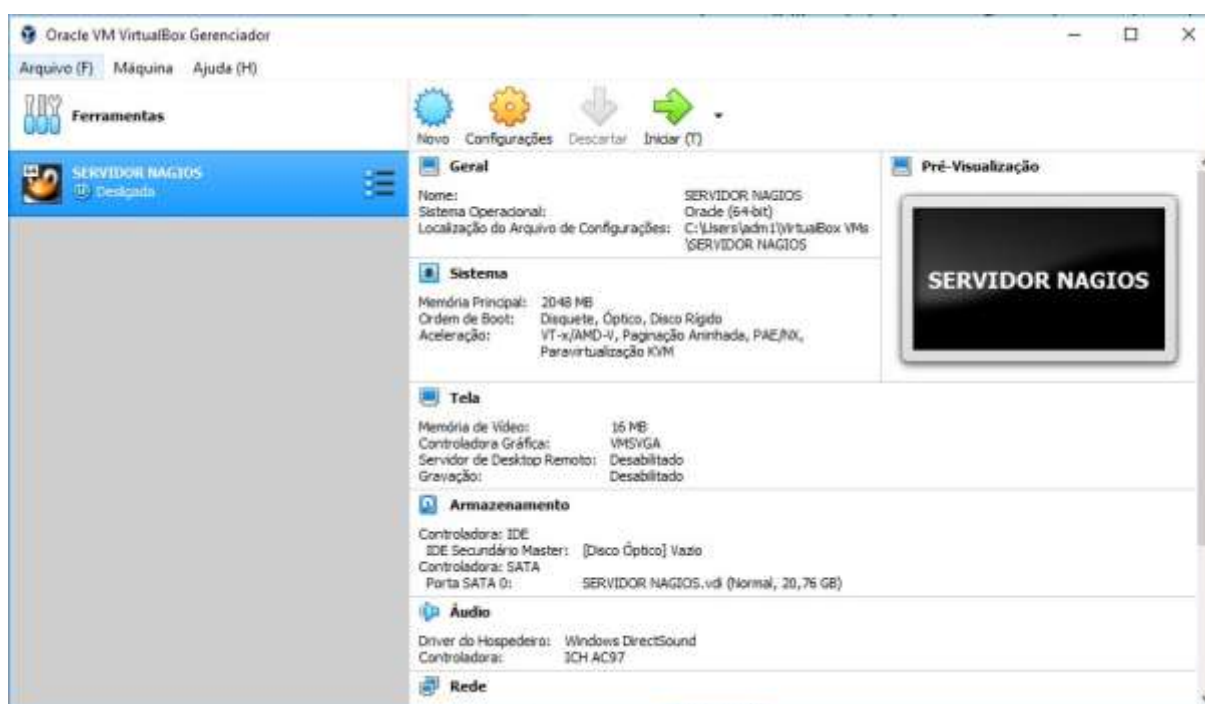 Oracle VM VirtualBox Gerenciador
Arquivo (F) Máquina Ajuda (H)
Ferramentas
Novo Configurações Descartar Iniciar (T)
SERVIDOR NAGIOS
Desligada
Geral
Nome: SERVIDOR NAGIOS
Sistema Operacional: Oracle (64-bit)
Localização do Arquivo de Configurações: C:\Users\adm1\VirtualBox VMs
\SERVIDOR NAGIOS
Pré-Visualização
SERVIDOR NAGIOS
Sistema
Memória Principal: 2048 MB
Ordem de Boot: Disquete, Óptico, Disco Rígido
Aceleração: VT-x/AMD-V, Paginação Aninhada, PAE/NX,
Paravirtualização KVM
Tela
Memória de Vídeo: 16 MB
Controladora Gráfica: VMSVGA
Servidor de Desktop Remoto: Desabilitado
Gravação: Desabilitado
Armazenamento
Controladora: IDE
IDE Secundário Master: [Disco Óptico] Vazio
Controladora: SATA
Porta SATA 0: SERVIDOR NAGIOS.vdi (Normal, 20,76 GB)
Áudio
Driver do Hospedeiro: Windows DirectSound
Controladora: ICH AC97
Rede